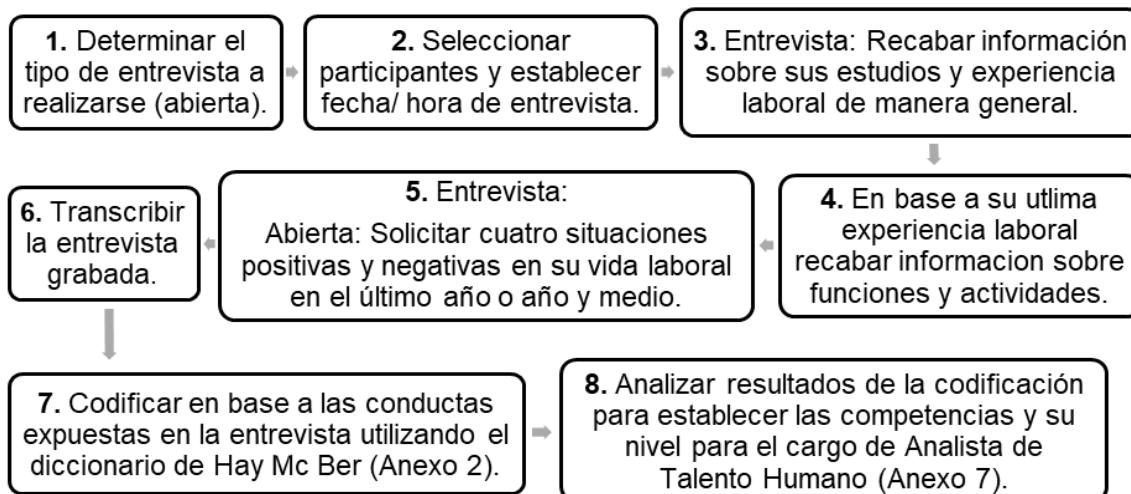 1. Determinar el
tipo de entrevista a
realizarse (abierta).
2. Seleccionar
participantes y establecer
fecha/ hora de entrevista.
3. Entrevista: Recabar información
sobre sus estudios y experiencia
laboral de manera general.
4. En base a su utlima
experiencia laboral
recabar informacion sobre
funciones y actividades.
5. Entrevista:
Abierta: Solicitar cuatro situaciones
positivas y negativas en su vida laboral
en el último año o año y medio.
6. Transcribir
la entrevista
grabada.
7. Codificar en base a las conductas
expuestas en la entrevista utilizando el
diccionario de Hay Mc Ber (Anexo 2).
8. Analizar resultados de la codificación
para establecer las competencias y su
nivel para el cargo de Analista de
Talento Humano (Anexo 7).